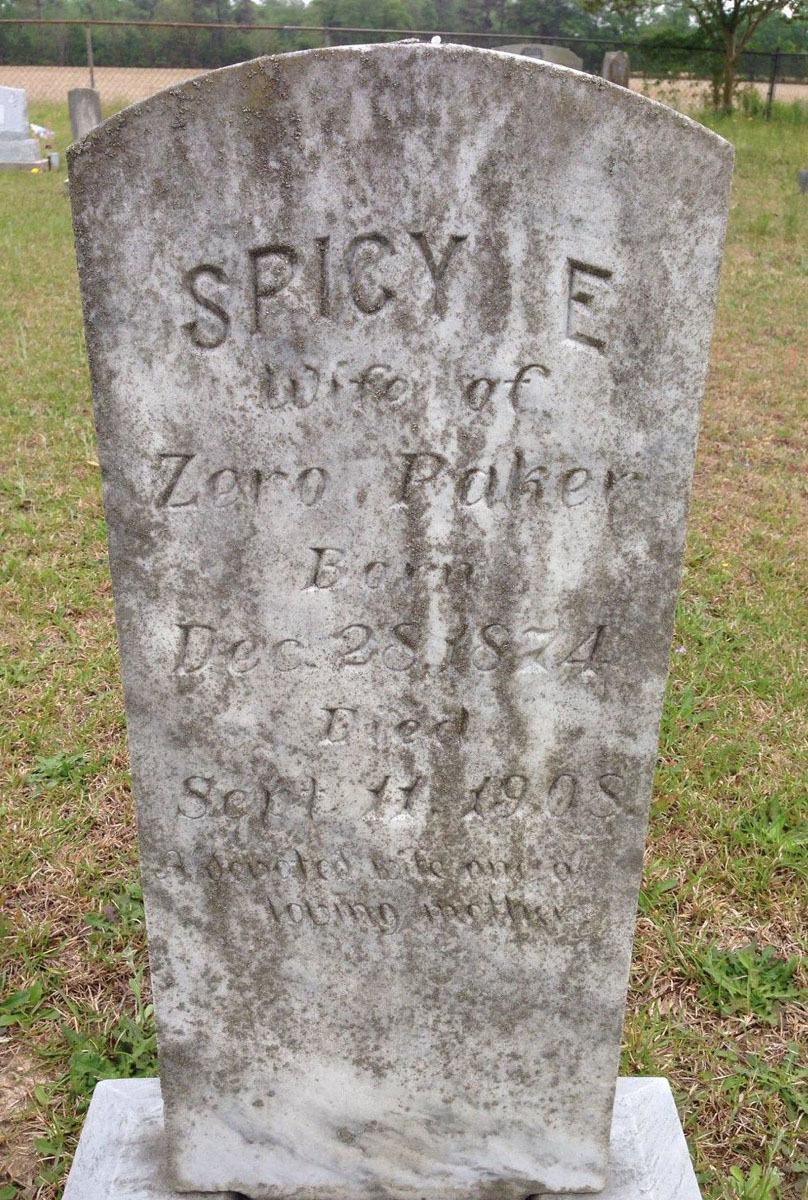 SPICY E
Wife of
Zero Paker
Born
Dec. 28, 1874
Died
Sept. 11, 1908
A devoted wife and a
loving mother